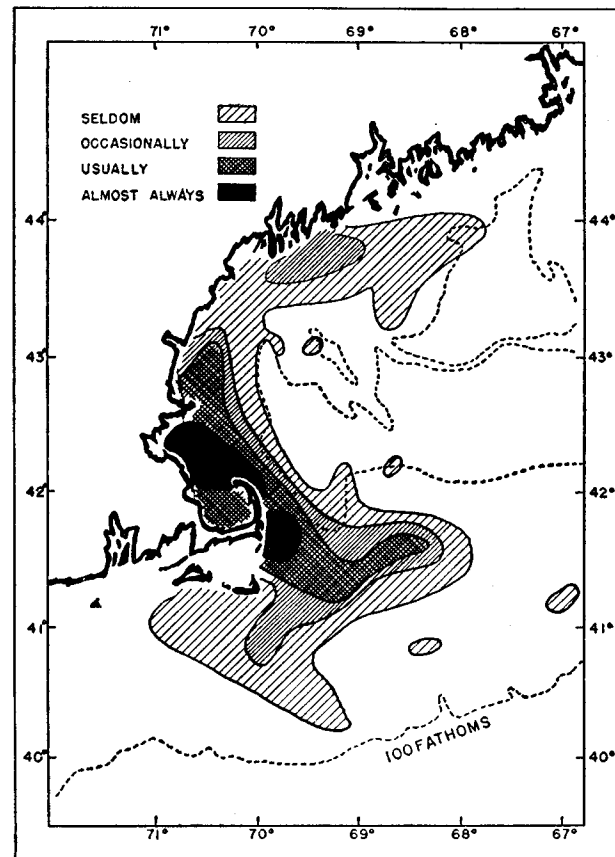 71° 70° 69° 68° 67°
SELDOM
OCCASIONALLY
USUALLY
ALMOST ALWAYS
44° 44°
43° 43°
42° 42°
41° 41°
100 FATHOMS
40° 40°
71° 70° 69° 68° 67°